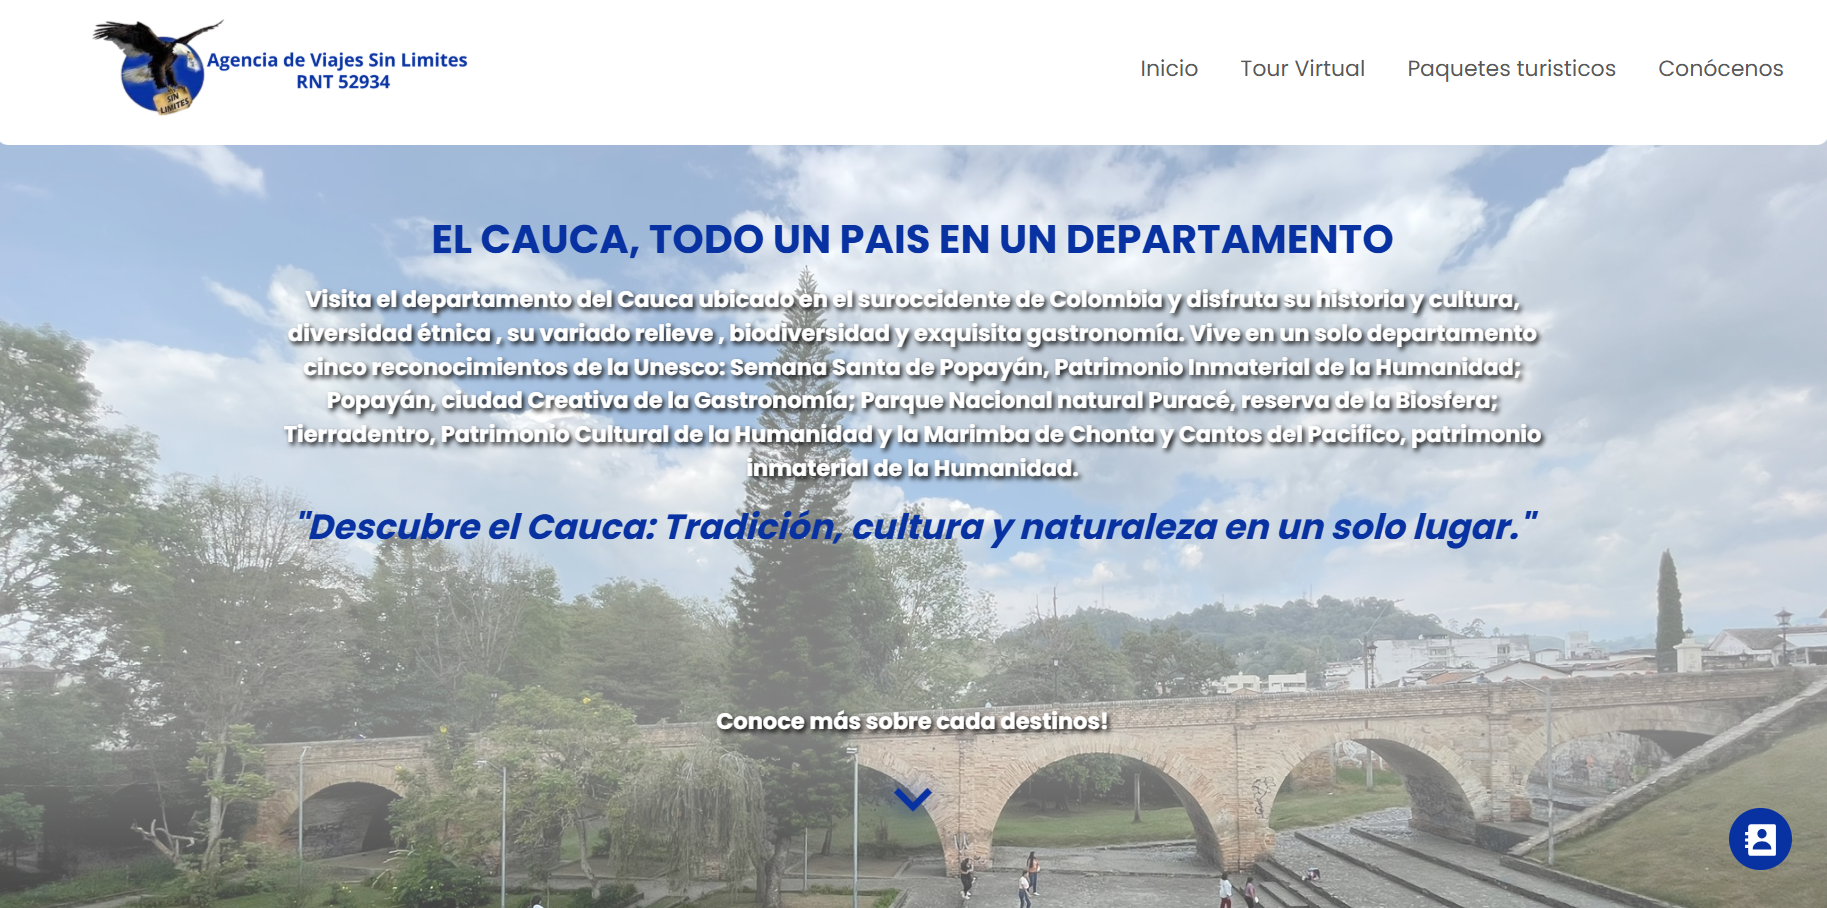 Agencia de Viajes Sin Limites
RNT 52934
SIN
LIMITES
Inicio
Tour Virtual
Paquetes turisticos
Conócenos
EL CAUCA, TODO UN PAIS EN UN DEPARTAMENTO
Visita el departamento del Cauca ubicado en el suroccidente de Colombia y disfruta su historia y cultura,
diversidad étnica , su variado relieve , biodiversidad y exquisita gastronomía. Vive en un solo departamento
cinco reconocimientos de la Unesco: Semana Santa de Popayán, Patrimonio Inmaterial de la Humanidad;
Popayán, ciudad Creativa de la Gastronomía; Parque Nacional natural Puracé, reserva de la Biosfera;
Tierradentro, Patrimonio Cultural de la Humanidad y la Marimba de Chonta y Cantos del Pacifico, patrimonio
inmaterial de la Humanidad.
"Descubre el Cauca: Tradición, cultura y naturaleza en un solo lugar."
Conoce más sobre cada destinos!